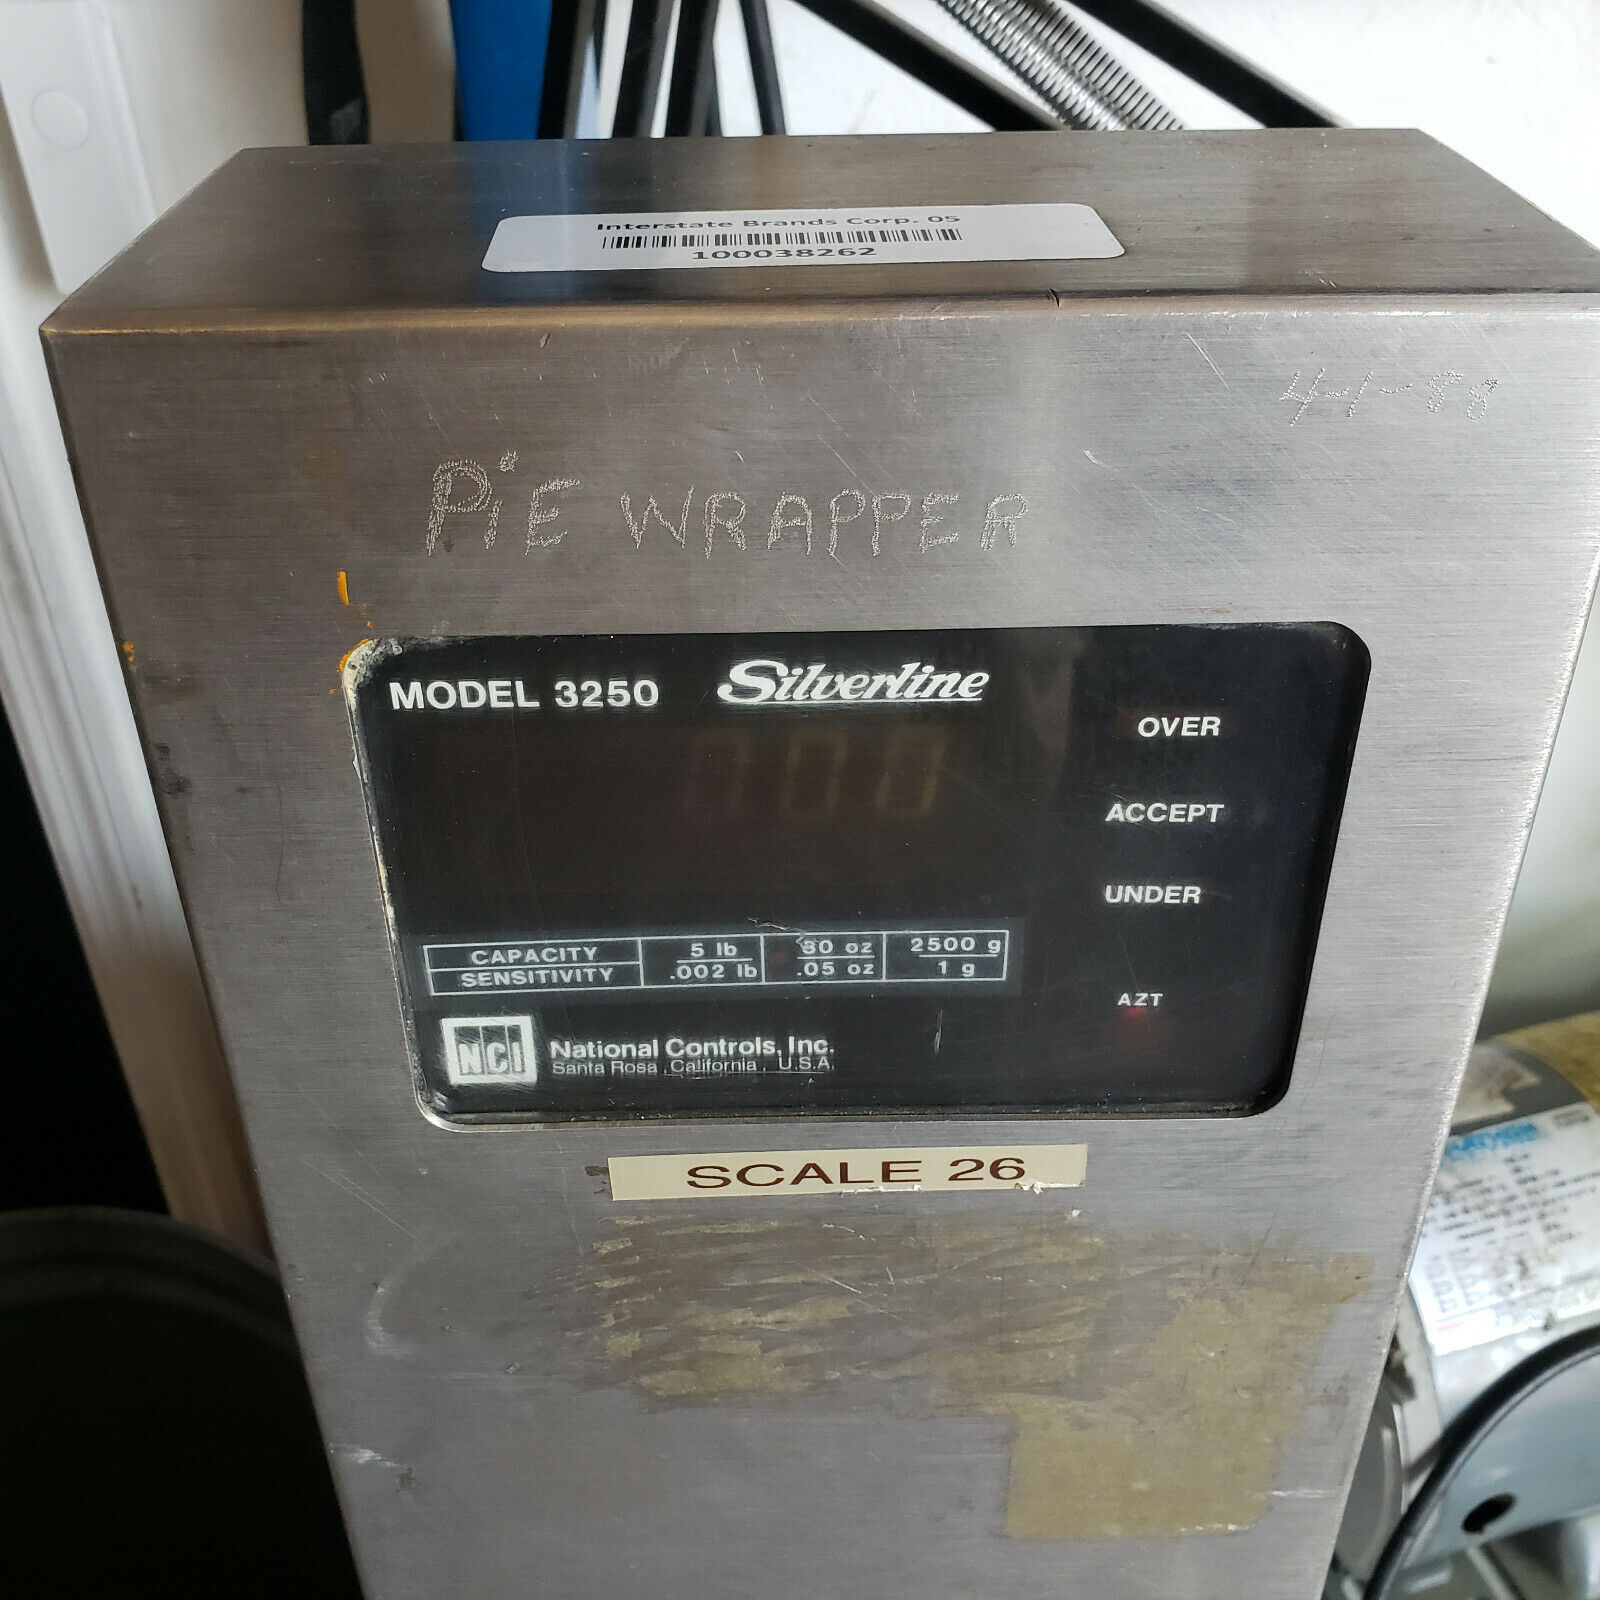 Interstate Brands Corp. 05
100038262
4-1-88
PiE WRAPPER
MODEL 3250 Silverline
000
OVER
ACCEPT
UNDER
CAPACITY 5 lb 80 oz 2500 g
SENSITIVITY .002 lb .05 oz 1 g
AZT
NCI National Controls, Inc.
Santa Rosa, California, U.S.A.
SCALE 26